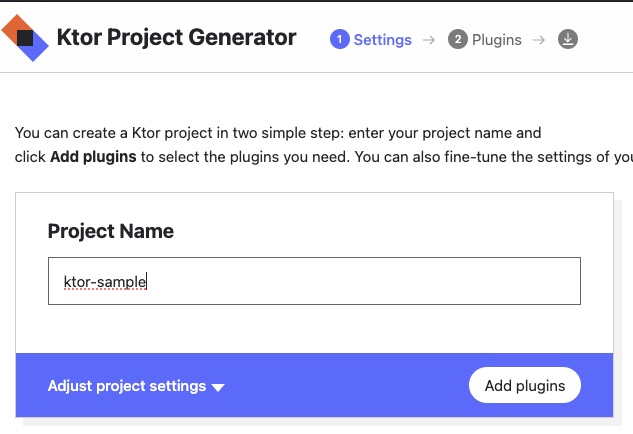 Ktor Project Generator
1 Settings → 2 Plugins →
You can create a Ktor project in two simple step: enter your project name and
click Add plugins to select the plugins you need. You can also fine-tune the settings of
Project Name
ktor-sample
Adjust project settings
Add plugins